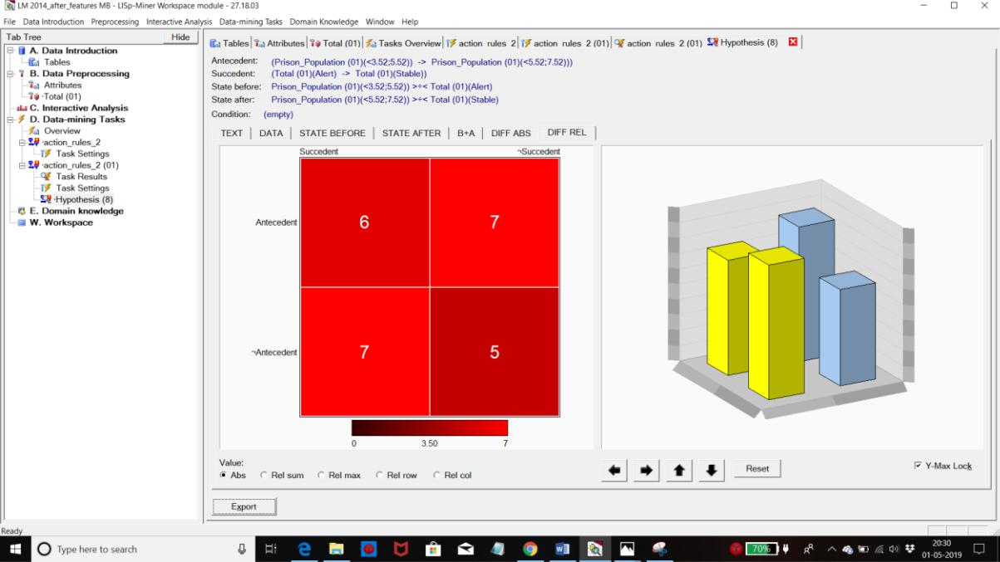 LM 2014_after_features MB - LISp-Miner Workspace module - 27.18.03
File Data Introduction Preprocessing Interactive Analysis Data-mining Tasks Domain Knowledge Window Help
Tab Tree Hide
A. Data Introduction
Tables
B. Data Preprocessing
Attributes
·Total (01)
C. Interactive Analysis
D. Data-mining Tasks
Overview
·action_rules_2
Task Settings
·action_rules_2 (01)
Task Results
Task Settings
·Hypothesis (8)
E. Domain knowledge
W. Workspace
Tables Attributes Total (01) Tasks Overview action rules 2 action rules 2 (01) action rules 2 (01) Hypothesis (8)
Antecedent: (Prison_Population (01)(<3.52;5.52)) -> Prison_Population (01)(<5.52;7.52)))
Succedent: (Total (01)(Alert) -> Total (01)(Stable))
State before: Prison_Population (01)(<3.52;5.52)) >÷< Total (01)(Alert)
State after: Prison_Population (01)(<5.52;7.52)) >÷< Total (01)(Stable)
Condition: (empty)
TEXT DATA STATE BEFORE STATE AFTER B+A DIFF ABS DIFF REL
Succedent ¬Succedent
Antecedent 6 7
¬Antecedent 7 5
0 3.50 7
Value:
Abs Rel sum Rel max Rel row Rel col
Reset
Y-Max Lock
Export
Ready
Type here to search
70%
20:30
01-05-2019